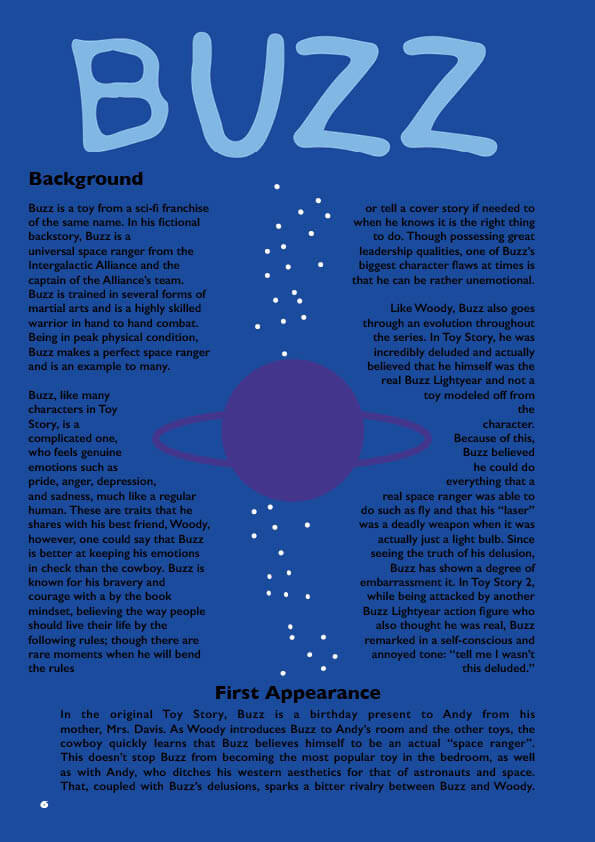 BUZZ
Background
Buzz is a toy from a sci-fi franchise
of the same name. In his fictional
backstory, Buzz is a
universal space ranger from the
Intergalactic Alliance and the
captain of the Alliance's team.
Buzz is trained in several forms of
martial arts and is a highly skilled
warrior in hand to hand combat.
Being in peak physical condition,
Buzz makes a perfect space ranger
and is an example to many.
Buzz, like many
characters in Toy
Story, is a
complicated one,
who feels genuine
emotions such as
pride, anger, depression,
and sadness, much like a regular
human. These are traits that he
shares with his best friend, Woody,
however, one could say that Buzz
is better at keeping his emotions
in check than the cowboy. Buzz is
known for his bravery and
courage with a by the book
mindset, believing the way people
should live their life by the
following rules; though there are
rare moments when he will bend
the rules
or tell a cover story if needed to
when he knows it is the right thing
to do. Though possessing great
leadership qualities, one of Buzz's
biggest character flaws at times is
that he can be rather unemotional.
Like Woody, Buzz also goes
through an evolution throughout
the series. In Toy Story, he was
incredibly deluded and actually
believed that he himself was the
real Buzz Lightyear and not a
toy modeled off from
the
character.
Because of this,
Buzz believed
he could do
everything that a
real space ranger was able to
do such as fly and that his “laser”
was a deadly weapon when it was
actually just a light bulb. Since
seeing the truth of his delusion,
Buzz has shown a degree of
embarrassment it. In Toy Story 2,
while being attacked by another
Buzz Lightyear action figure who
also thought he was real, Buzz
remarked in a self-conscious and
annoyed tone: “tell me I wasn't
this deluded.”
First Appearance
In the original Toy Story, Buzz is a birthday present to Andy from his
mother, Mrs. Davis. As Woody introduces Buzz to Andy's room and the other toys, the
cowboy quickly learns that Buzz believes himself to be an actual “space ranger”.
This doesn't stop Buzz from becoming the most popular toy in the bedroom, as well
as with Andy, who ditches his western aesthetics for that of astronauts and space.
That, coupled with Buzz's delusions, sparks a bitter rivalry between Buzz and Woody.
6